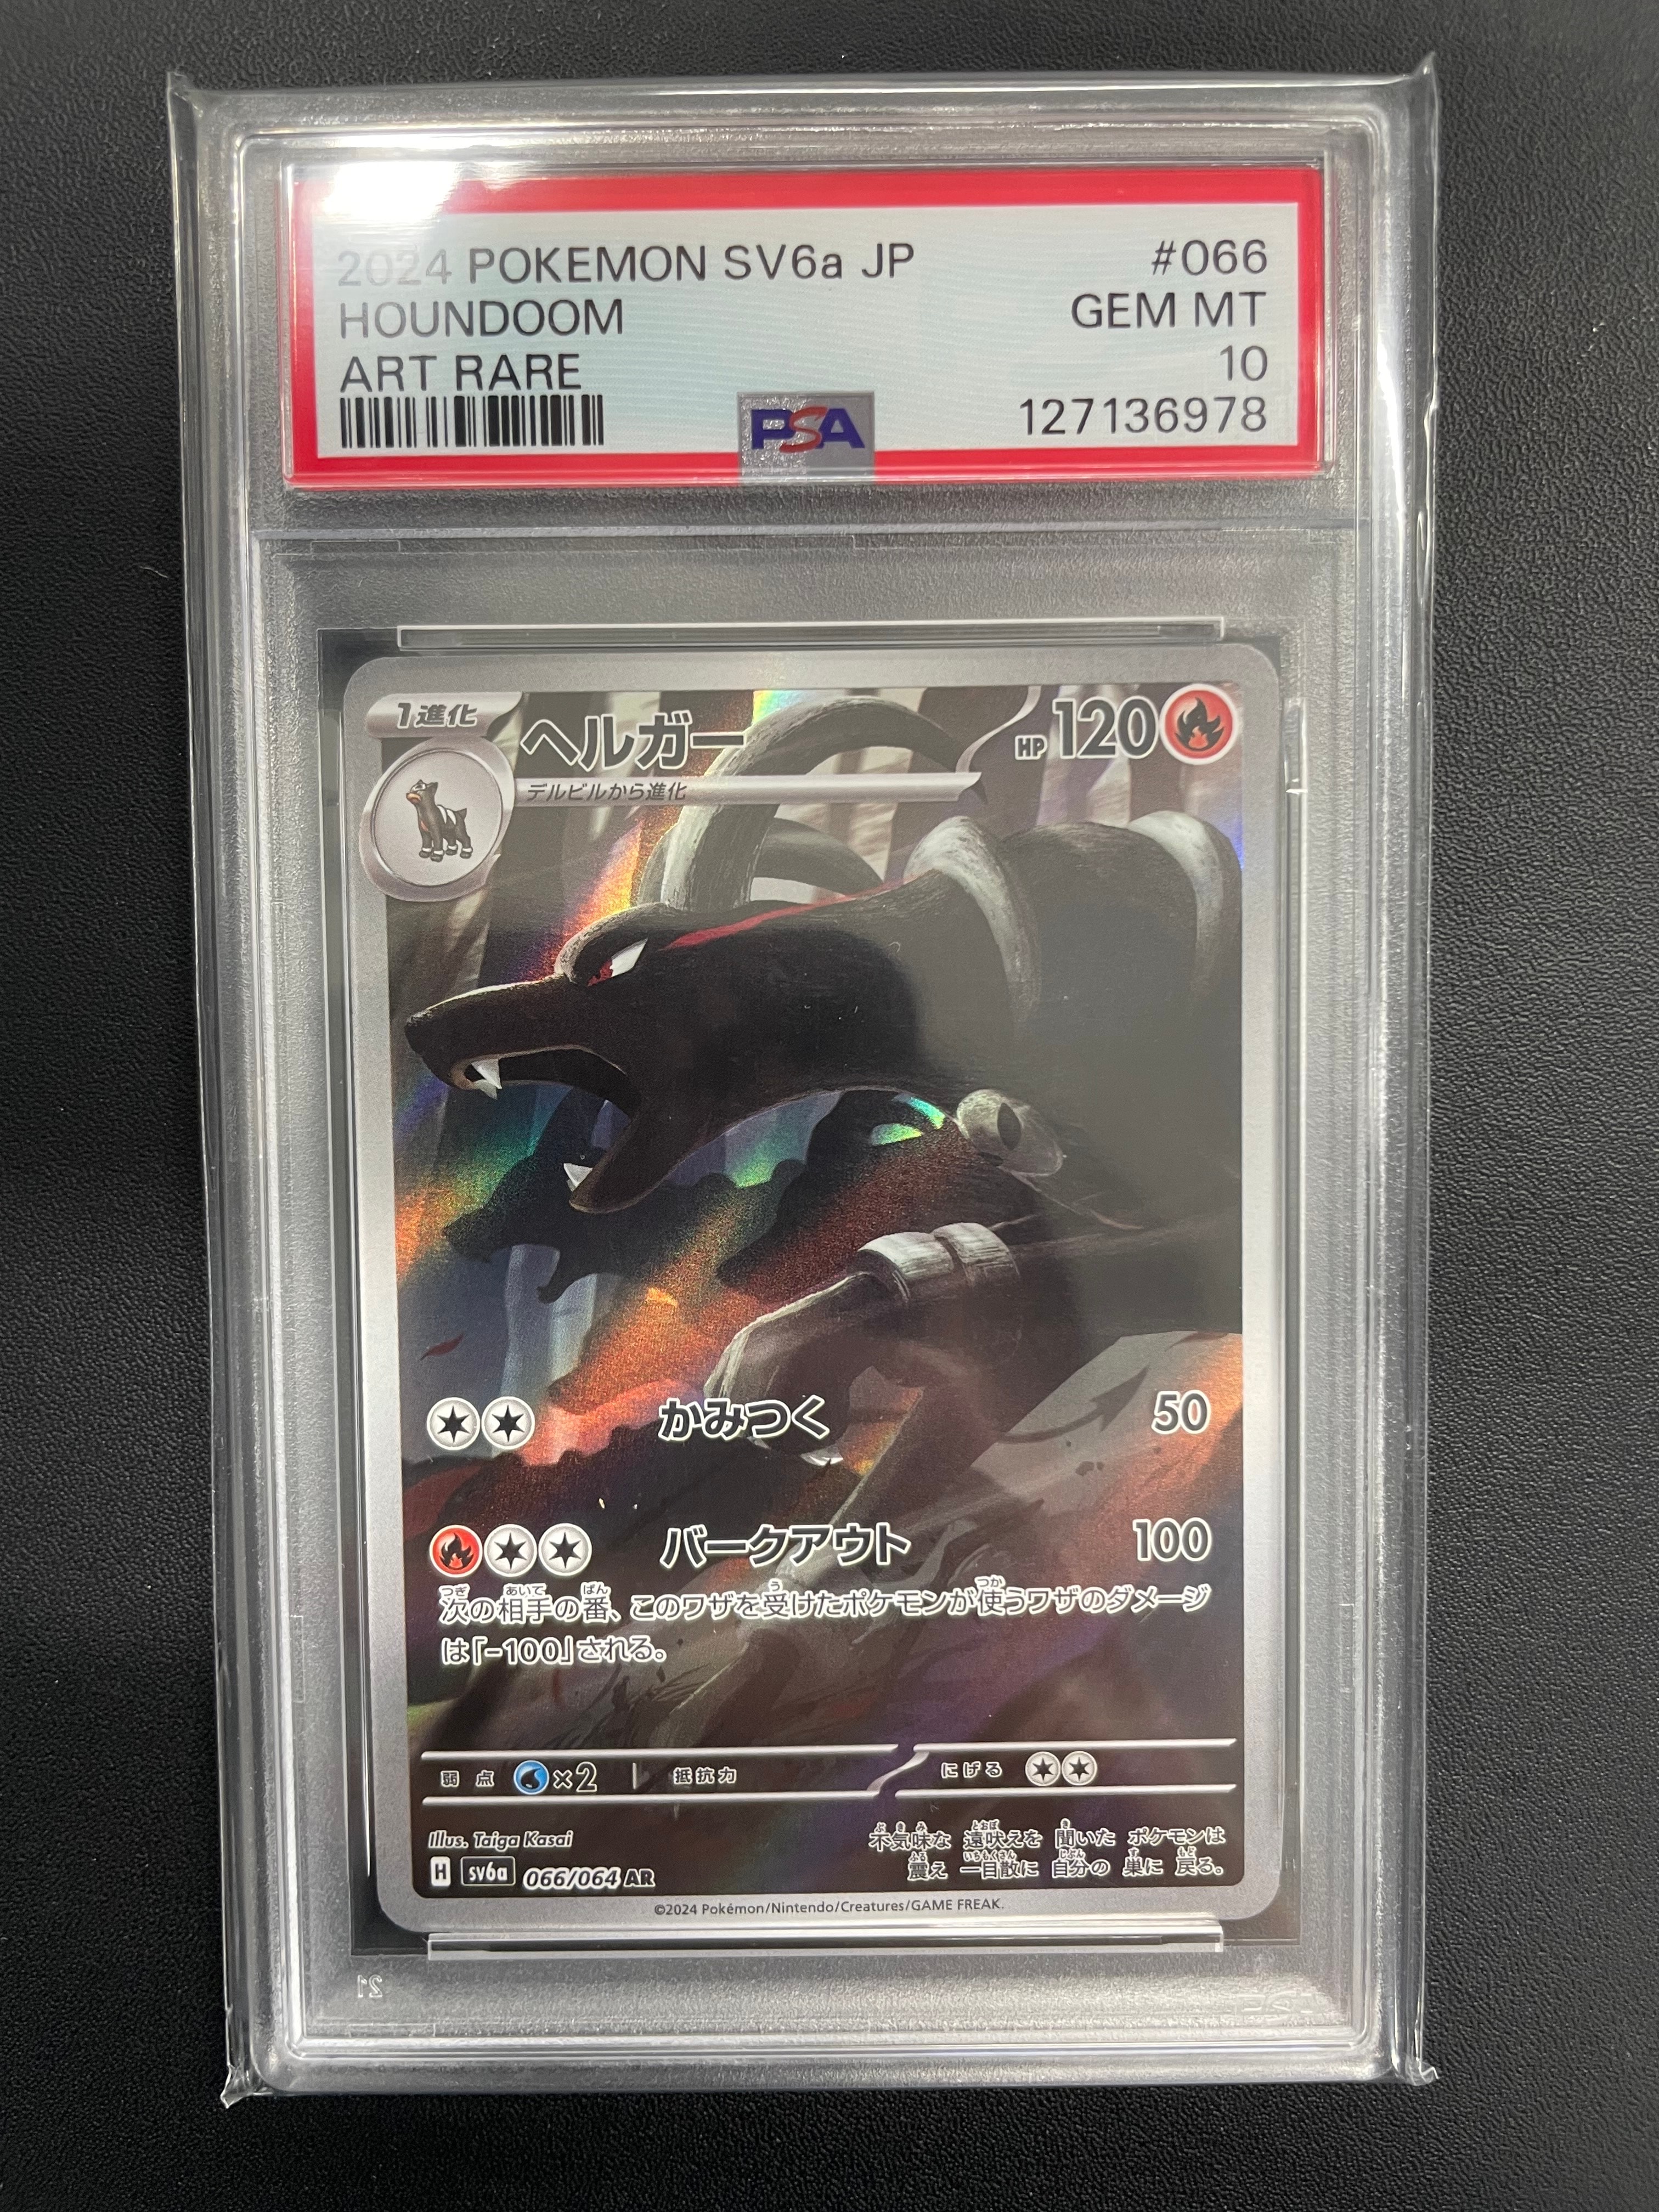 2024 POKEMON SV6a JP #066
HOUNDOOM GEM MT
ART RARE 10
PSA 127136978
1進化 ヘルガー HP 120
デルビルから進化
かみつく 50
バークアウト 100
次の相手の番、このワザを受けたポケモンが使うワザのダメージ
は「-100」される。
弱点 ×2 抵抗力 にげる
Illus. Taiga Kasai
不気味な 遠吠えを 聞いた ポケモンは
震え 一目散に 自分の 巣に 戻る。
H sv6a 066/064 AR
©2024 Pokémon/Nintendo/Creatures/GAME FREAK.